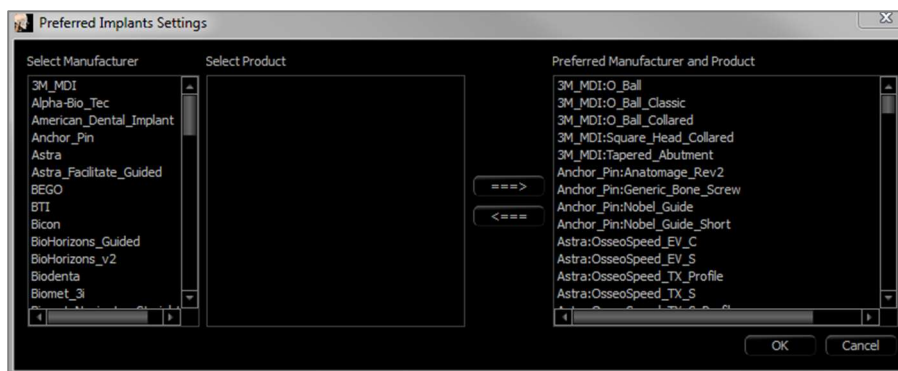 Preferred Implants Settings
Select Manufacturer
Select Product
Preferred Manufacturer and Product
3M_MDI
Alpha-Bio_Tec
American_Dental_Implant
Anchor_Pin
Astra
Astra_Facilitate_Guided
BEGO
BTI
Bicon
BioHorizons_Guided
BioHorizons_v2
Biodenta
Biomet_3i
===>
<===
3M_MDI:O_Ball
3M_MDI:O_Ball_Classic
3M_MDI:O_Ball_Collared
3M_MDI:Square_Head_Collared
3M_MDI:Tapered_Abutment
Anchor_Pin:Anatomage_Rev2
Anchor_Pin:Generic_Bone_Screw
Anchor_Pin:Nobel_Guide
Anchor_Pin:Nobel_Guide_Short
Astra:OsseoSpeed_EV_C
Astra:OsseoSpeed_EV_S
Astra:OsseoSpeed_TX_Profile
Astra:OsseoSpeed_TX_S
OK
Cancel